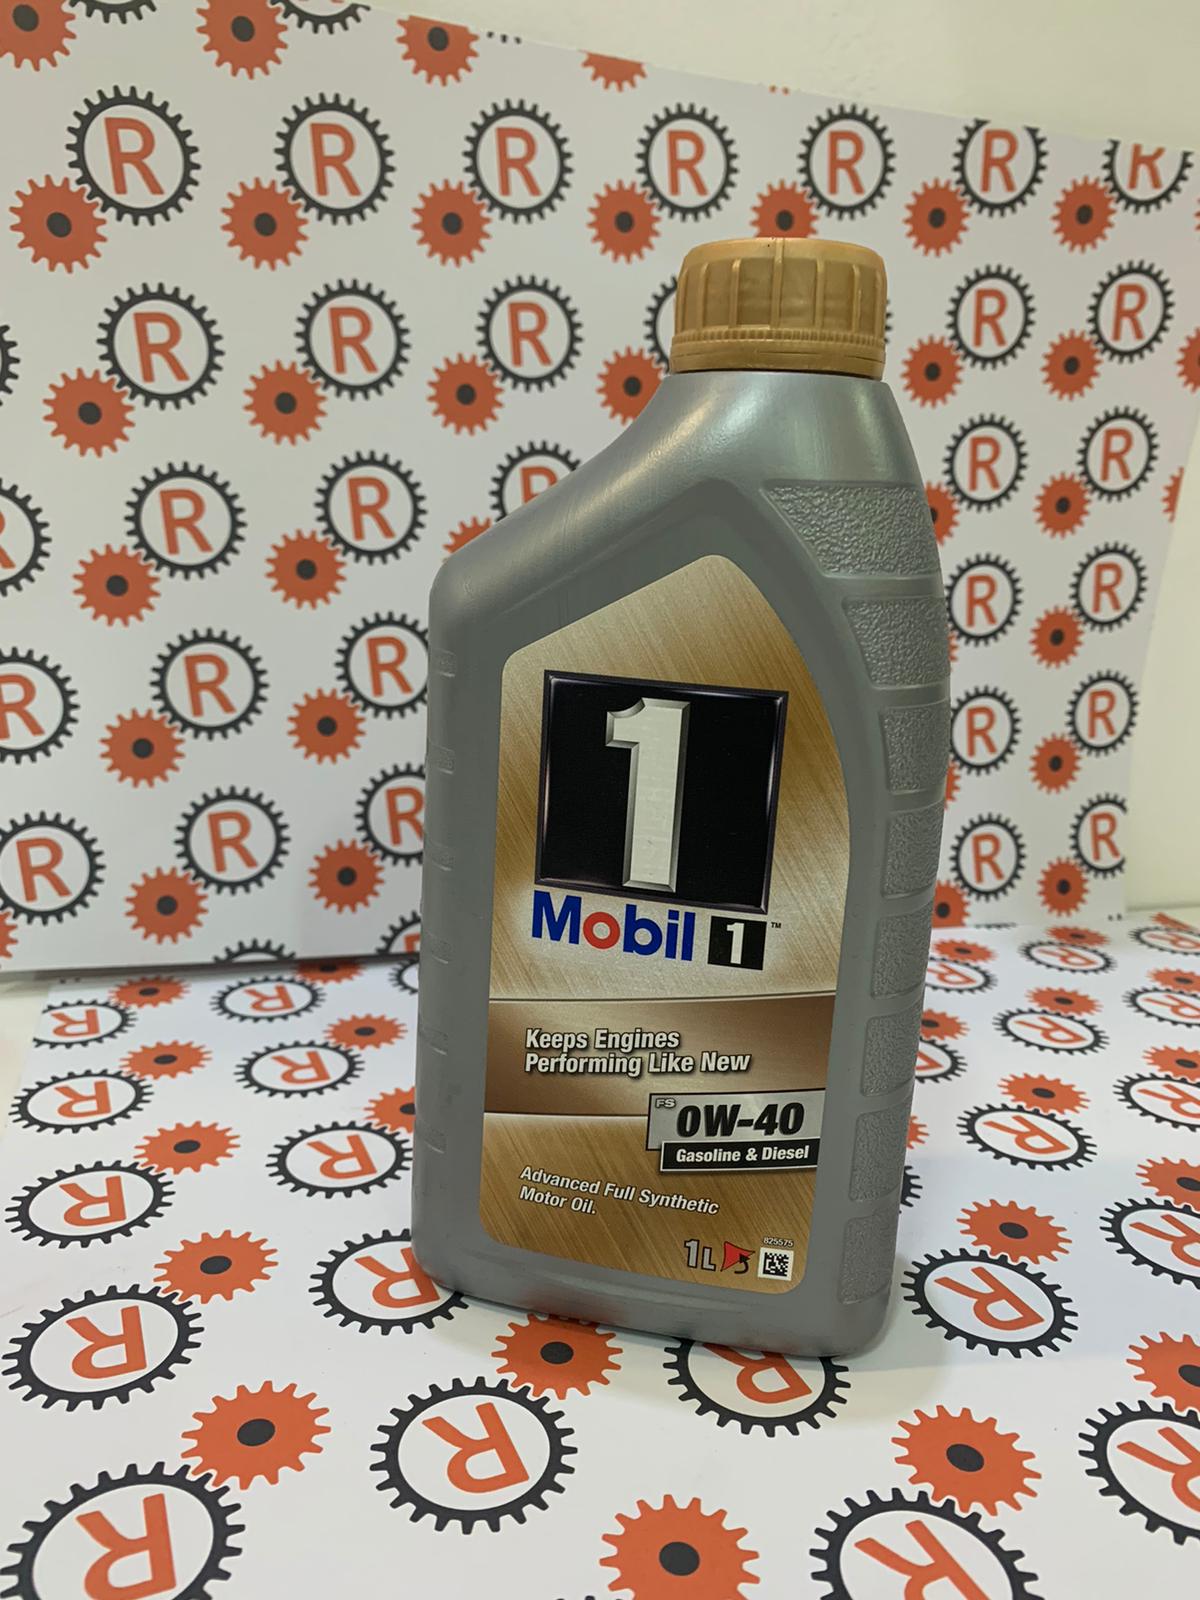 1
Mobil 1™
Keeps Engines
Performing Like New
FS
0W-40
Gasoline & Diesel
Advanced Full Synthetic
Motor Oil.
825575
1L
R